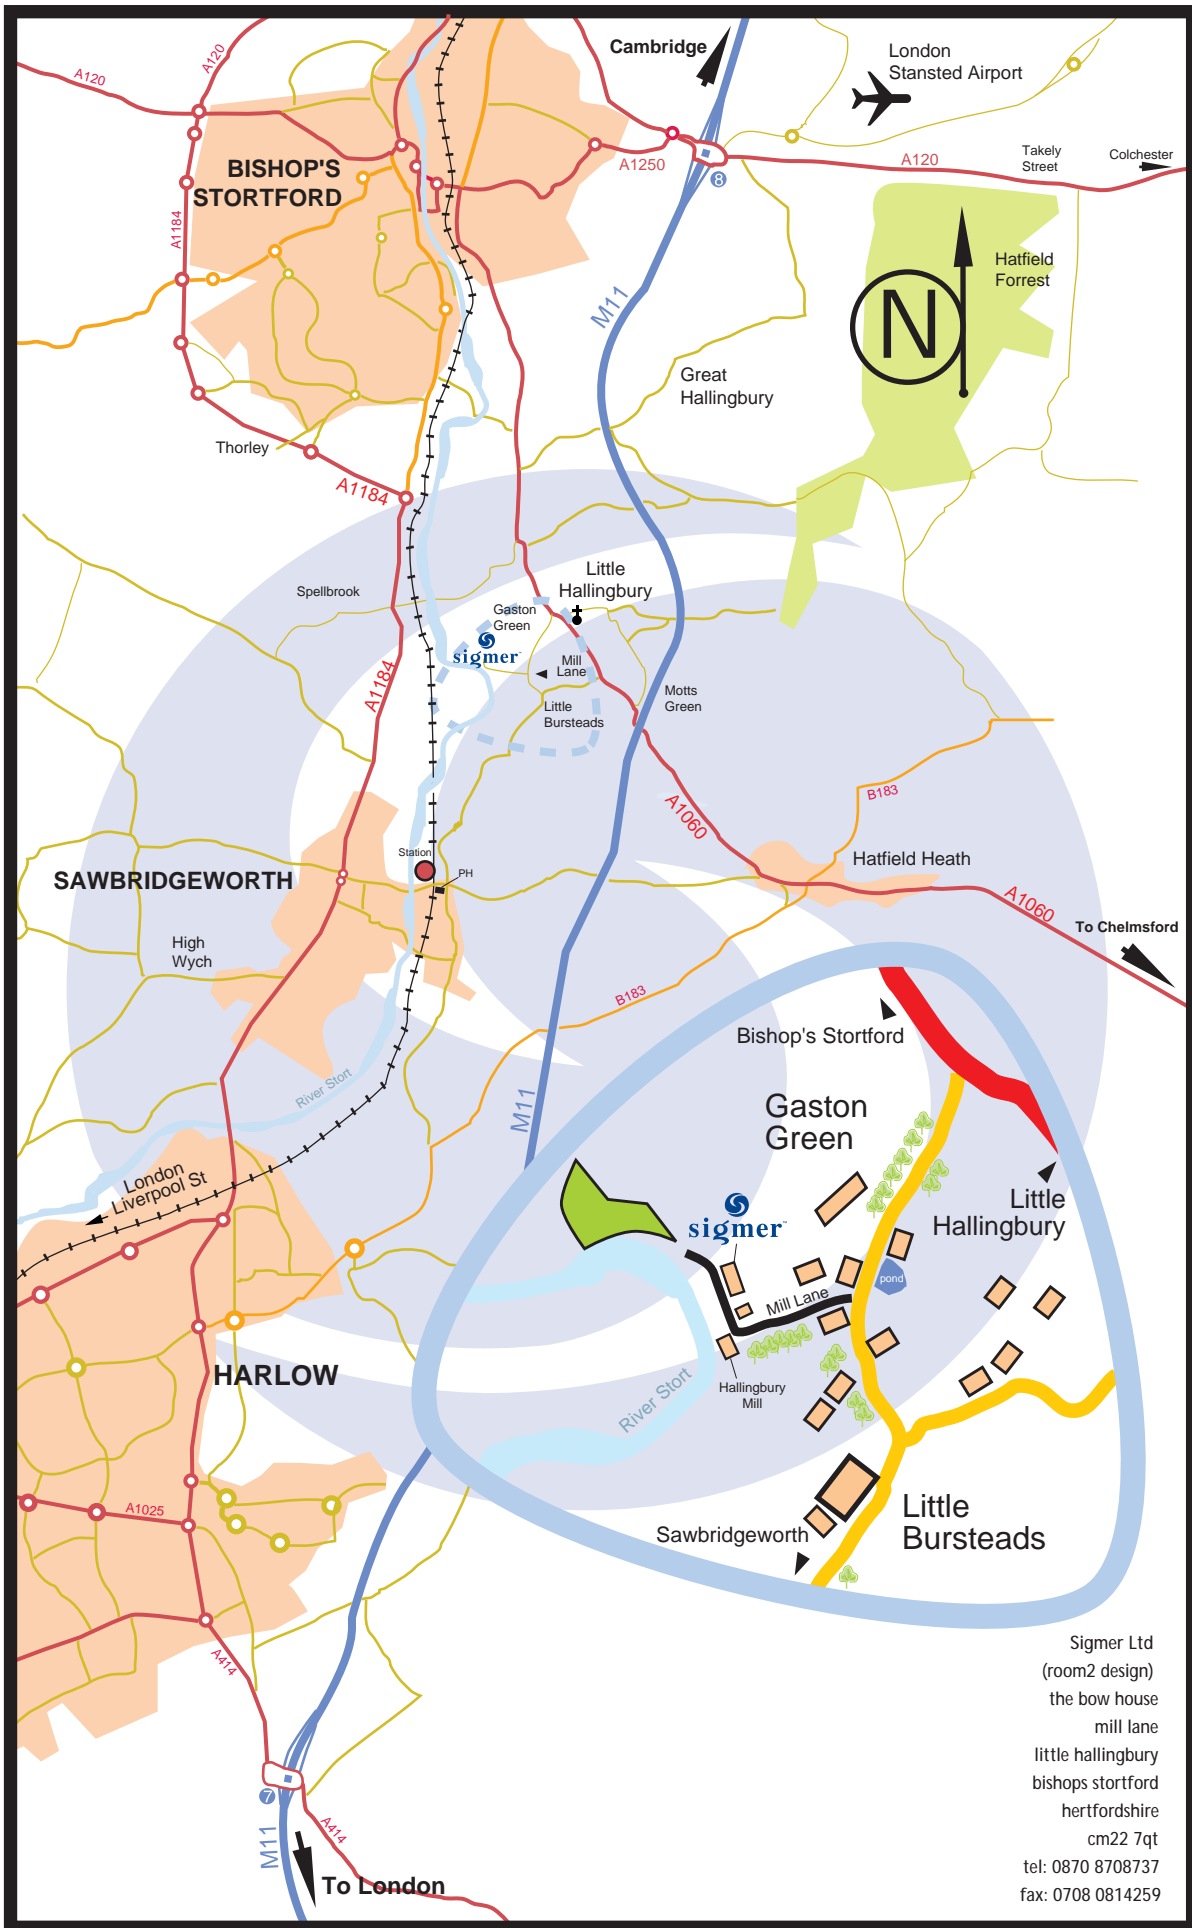 Cambridge
London
Stansted Airport
A120
A120
BISHOP'S
STORTFORD
A1250
8
A120
Takely
Street
Colchester
A1184
M11
Hatfield
Forrest
N
Great
Hallingbury
Thorley
A1184
Spellbrook
Little
Hallingbury
Gaston
Green
sigmer
Mill
Lane
A1184
Little
Bursteads
Motts
Green
A1060
B183
Station
PH
SAWBRIDGEWORTH
Hatfield Heath
A1060
To Chelmsford
High
Wych
B183
River Stort
M11
London
Liverpool St
Bishop's Stortford
Gaston
Green
Little
Hallingbury
sigmer
pond
Mill Lane
Hallingbury
Mill
River Stort
HARLOW
Little
Bursteads
Sawbridgeworth
A1025
A414
7
M11
A414
To London
Sigmer Ltd
(room2 design)
the bow house
mill lane
little hallingbury
bishops stortford
hertfordshire
cm22 7qt
tel: 0870 8708737
fax: 0708 0814259